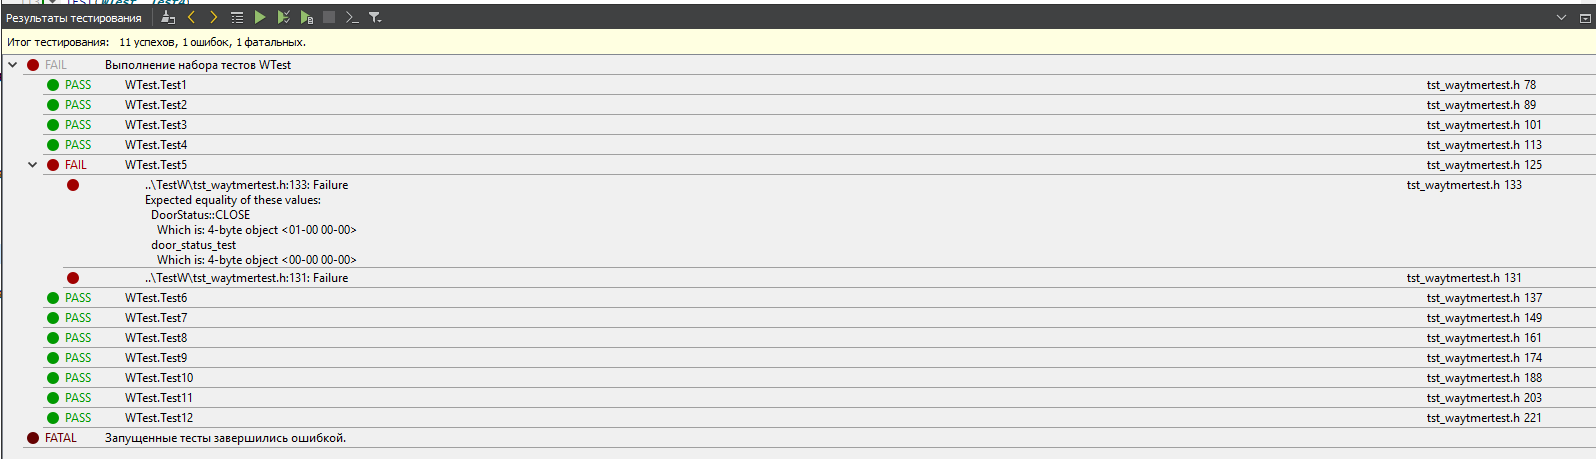 TEST(WTest, Test4)
Результаты тестирования
Итог тестирования: 11 успехов, 1 ошибок, 1 фатальных.
FAIL Выполнение набора тестов WTest
PASS WTest.Test1 tst_waytmertest.h 78
PASS WTest.Test2 tst_waytmertest.h 89
PASS WTest.Test3 tst_waytmertest.h 101
PASS WTest.Test4 tst_waytmertest.h 113
FAIL WTest.Test5 tst_waytmertest.h 125
..\TestW\tst_waytmertest.h:133: Failure tst_waytmertest.h 133
Expected equality of these values:
DoorStatus::CLOSE
Which is: 4-byte object <01-00 00-00>
door_status_test
Which is: 4-byte object <00-00 00-00>
..\TestW\tst_waytmertest.h:131: Failure tst_waytmertest.h 131
PASS WTest.Test6 tst_waytmertest.h 137
PASS WTest.Test7 tst_waytmertest.h 149
PASS WTest.Test8 tst_waytmertest.h 161
PASS WTest.Test9 tst_waytmertest.h 174
PASS WTest.Test10 tst_waytmertest.h 188
PASS WTest.Test11 tst_waytmertest.h 203
PASS WTest.Test12 tst_waytmertest.h 221
FATAL Запущенные тесты завершились ошибкой.